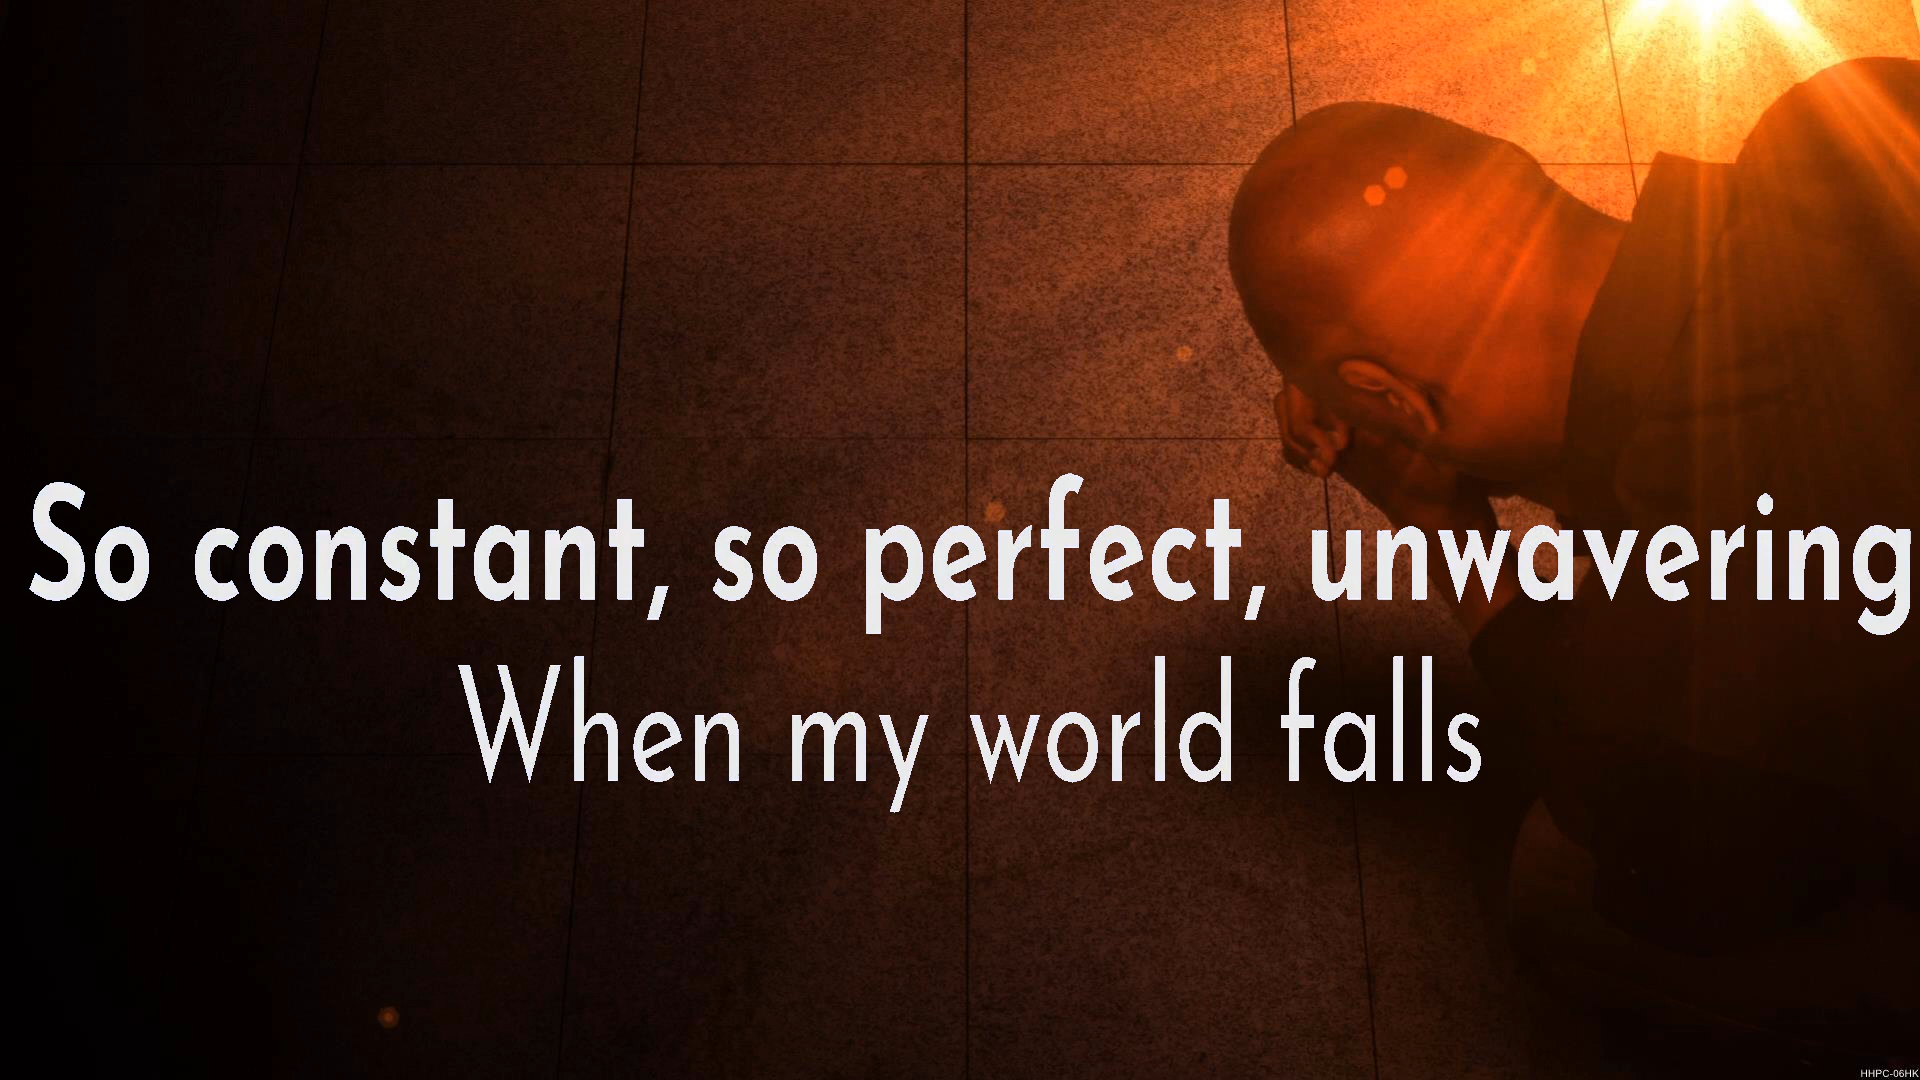 So constant, so perfect, unwavering
When my world falls
HHPC-06HK